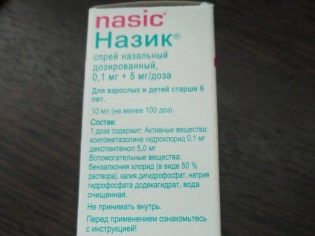 nasic®
Назик®
спрей назальный
дозированный,
0,1 мг + 5 мг/доза
Для взрослых и детей старше 6
лет.
10 мл (не менее 100 доз)
Состав:
1 доза содержит: Активные вещества:
ксилометазолина гидрохлорид 0,1 мг
декспантенол 5,0 мг
Вспомогательные вещества:
бензалкония хлорид (в виде 50 %
раствора), калия дигидрофосфат, натрия
гидрофосфата додекагидрат, вода
очищенная.
Не принимать внутрь.
Перед применением ознакомьтесь
с инструкцией!